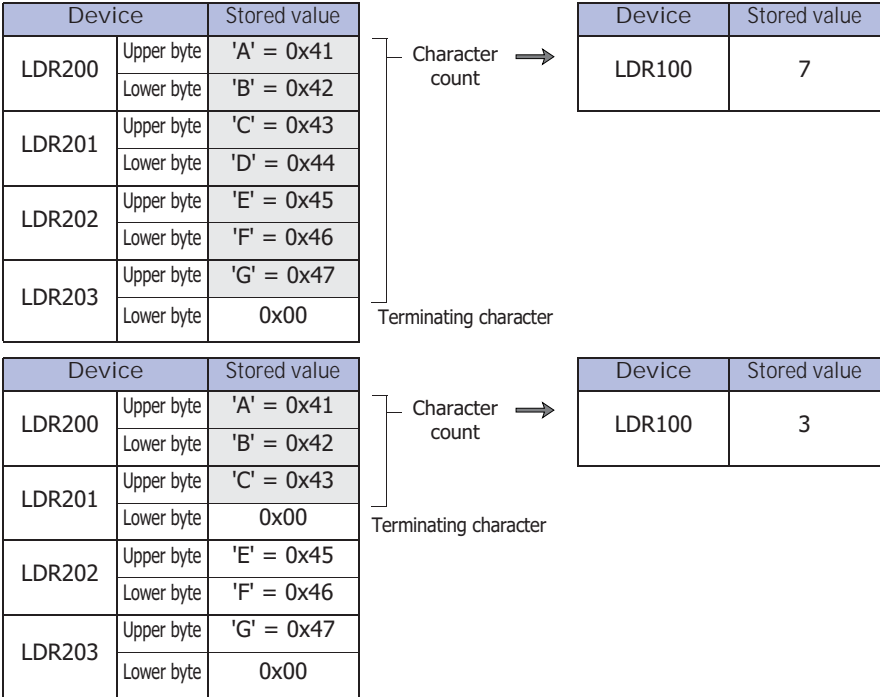 Device Stored value
LDR200 Upper byte 'A' = 0x41
Lower byte 'B' = 0x42
LDR201 Upper byte 'C' = 0x43
Lower byte 'D' = 0x44
LDR202 Upper byte 'E' = 0x45
Lower byte 'F' = 0x46
LDR203 Upper byte 'G' = 0x47
Lower byte 0x00
Character
count
Terminating character
Device Stored value
LDR100 7
Device Stored value
LDR200 Upper byte 'A' = 0x41
Lower byte 'B' = 0x42
LDR201 Upper byte 'C' = 0x43
Lower byte 0x00
LDR202 Upper byte 'E' = 0x45
Lower byte 'F' = 0x46
LDR203 Upper byte 'G' = 0x47
Lower byte 0x00
Character
count
Terminating character
Device Stored value
LDR100 3